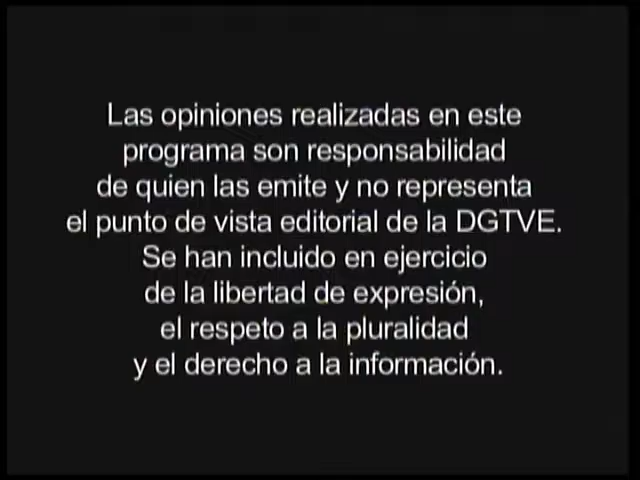 Las opiniones realizadas en este
programa son responsabilidad
de quien las emite y no representa
el punto de vista editorial de la DGTVE.
Se han incluido en ejercicio
de la libertad de expresión,
el respeto a la pluralidad
y el derecho a la información.